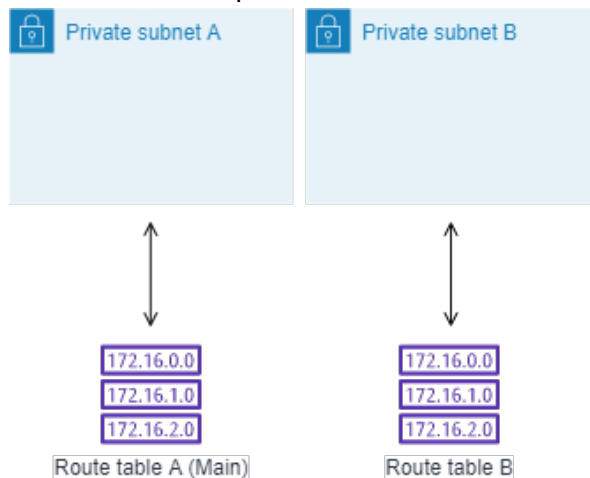 Private subnet A
Private subnet B
172.16.0.0
172.16.1.0
172.16.2.0
Route table A (Main)
172.16.0.0
172.16.1.0
172.16.2.0
Route table B